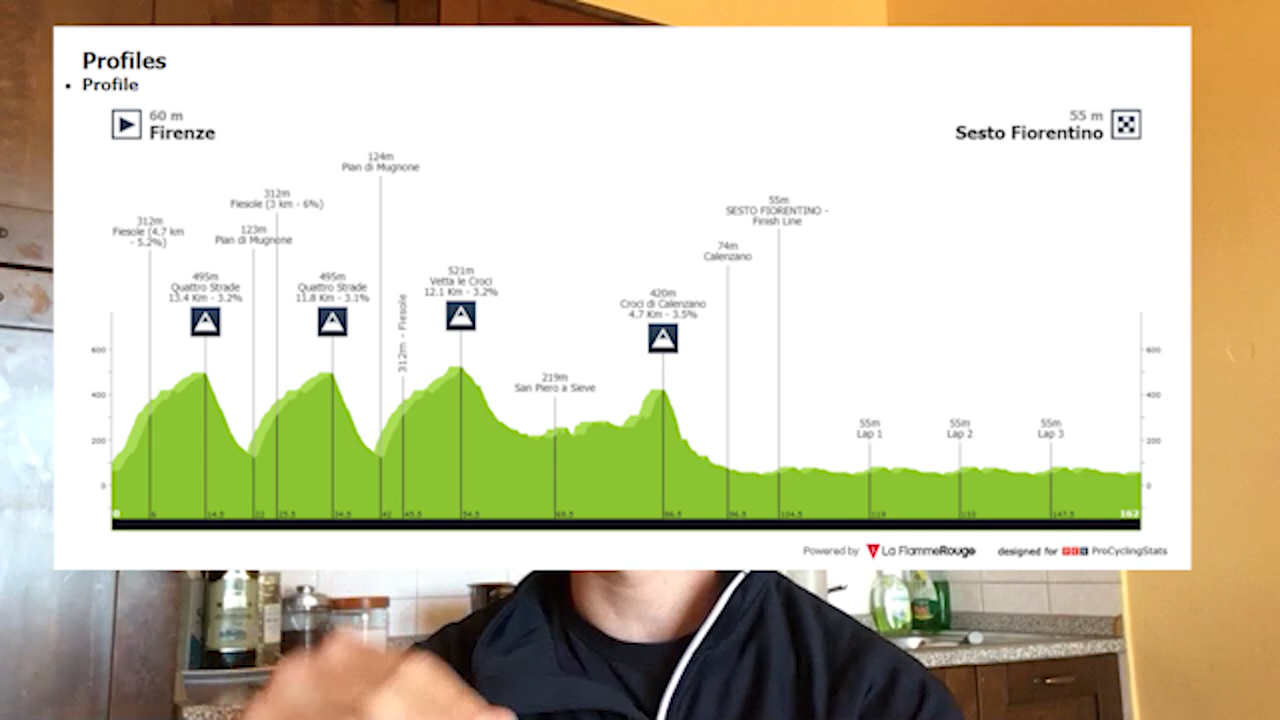 Profiles
• Profile
60 m
Firenze
55 m
Sesto Fiorentino
124m
Pian di Mugnone
312m
Fiesole (3 km - 6%)
55m
SESTO FIORENTINO -
Finish Line
312m
Fiesole (4.7 km
- 5.2%)
123m
Pian di Mugnone
74m
Calenzano
495m
Quattro Strade
13.4 Km - 3.2%
495m
Quattro Strade
11.8 Km - 3.1%
521m
Vetta le Croci
12.1 Km - 3.2%
420m
Croci di Calenzano
4.7 Km - 3.5%
312m - Fiesole
219m
San Piero a Sieve
55m
Lap 1
55m
Lap 2
55m
Lap 3
600
400
200
0
600
400
200
0
0 6 14.5 22 25.5 34.5 42 45.5 54.5 69.5 86.5 96.5 104.5 119 133 147.5 162
Powered by La FlammeRouge designed for PCS ProCyclingStats